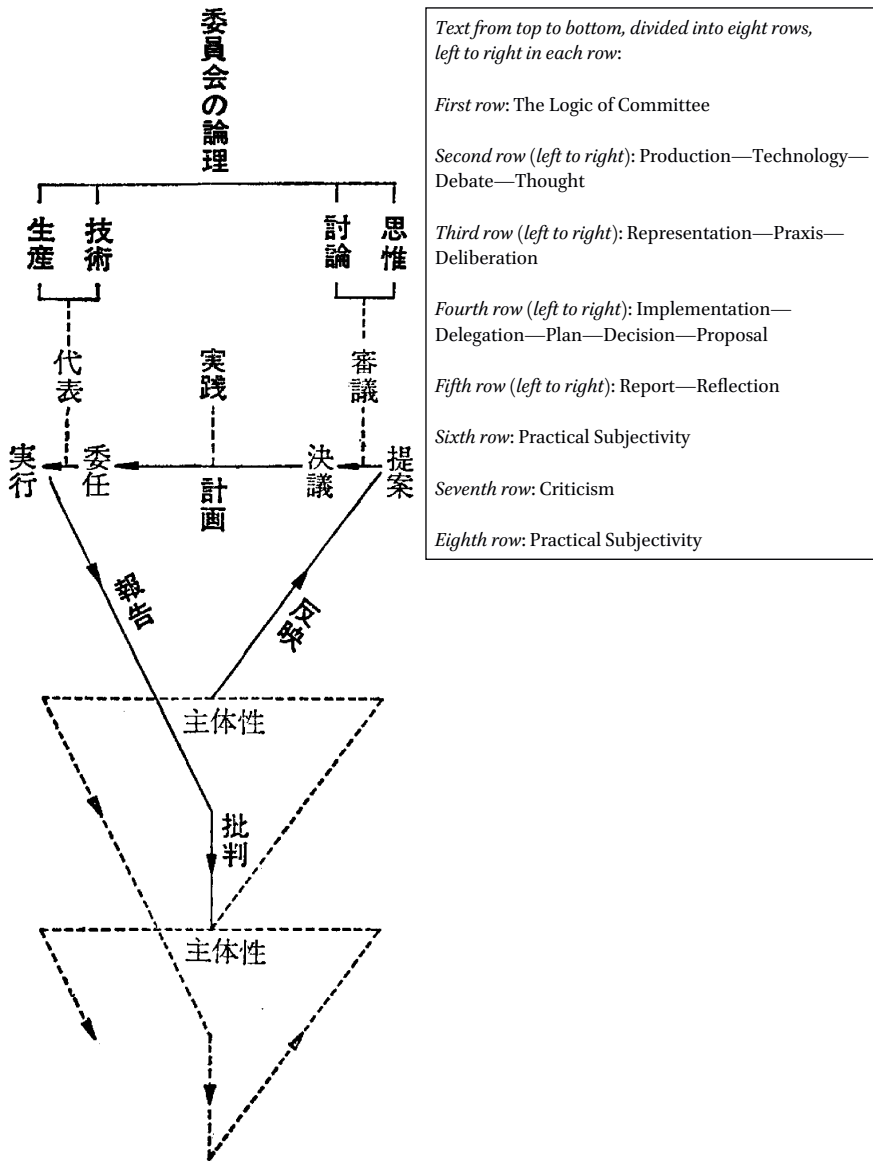 委員会の論理
生産
技術
討論
思惟
代表
実践
審議
実行
委任
計画
決議
提案
報告
反映
主体性
批判
主体性
Text from top to bottom, divided into eight rows,
left to right in each row:
First row: The Logic of Committee
Second row (left to right): Production—Technology—
Debate—Thought
Third row (left to right): Representation—Praxis—
Deliberation
Fourth row (left to right): Implementation—
Delegation—Plan—Decision—Proposal
Fifth row (left to right): Report—Reflection
Sixth row: Practical Subjectivity
Seventh row: Criticism
Eighth row: Practical Subjectivity